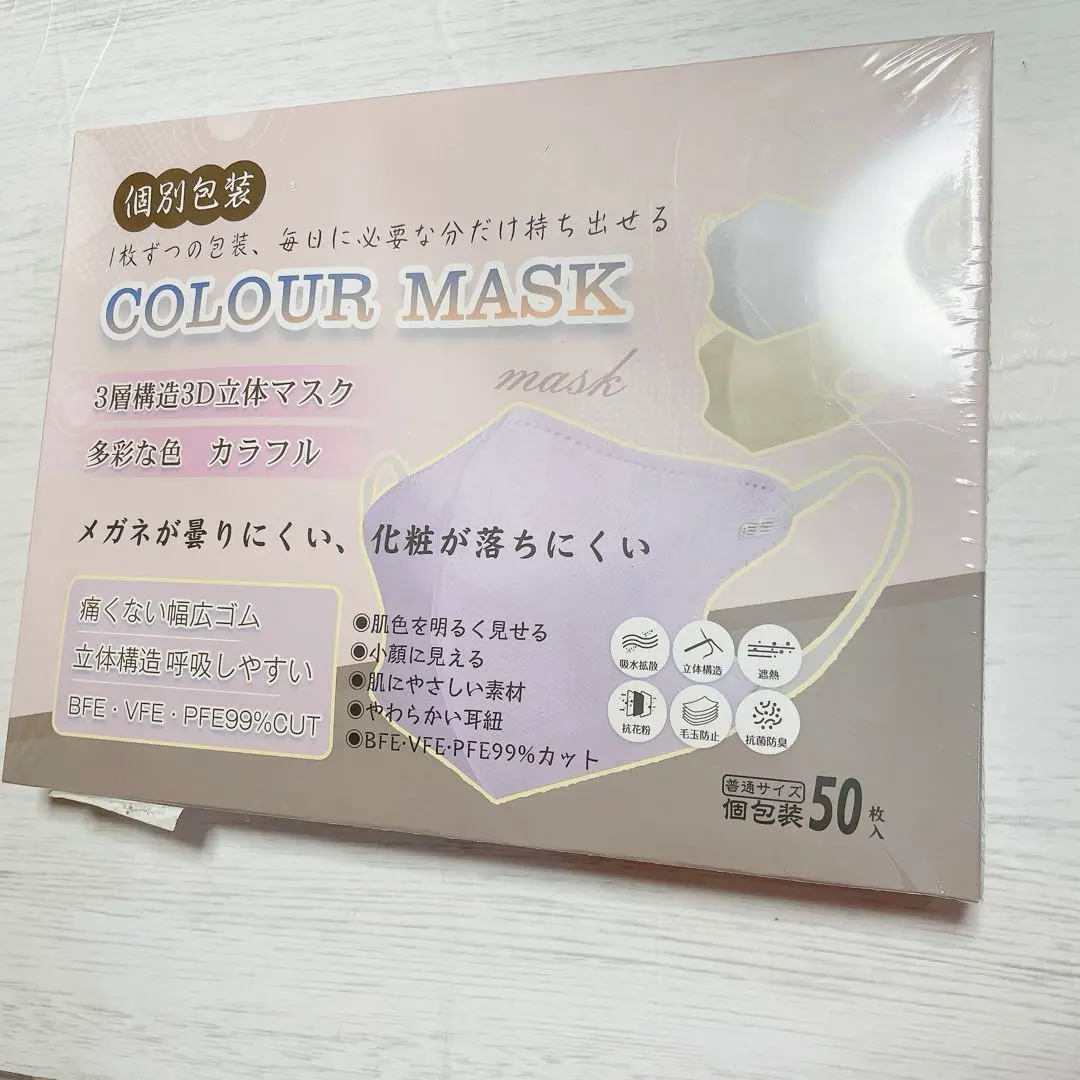 個別包装
1枚ずつの包装、毎日に必要な分だけ持ち出せる
COLOUR MASK
mask
3層構造3D立体マスク
多彩な色 カラフル
メガネが曇りにくい、化粧が落ちにくい
痛くない幅広ゴム
立体構造 呼吸しやすい
BFE・VFE・PFE99%CUT
◉肌色を明るく見せる
◉小顔に見える
◉肌にやさしい素材
◉やわらかい耳紐
◉BFE・VFE・PFE99%カット
吸水拡散 立体構造 遮熱
抗花粉 毛玉防止 抗菌防臭
普通サイズ
個包装50枚入